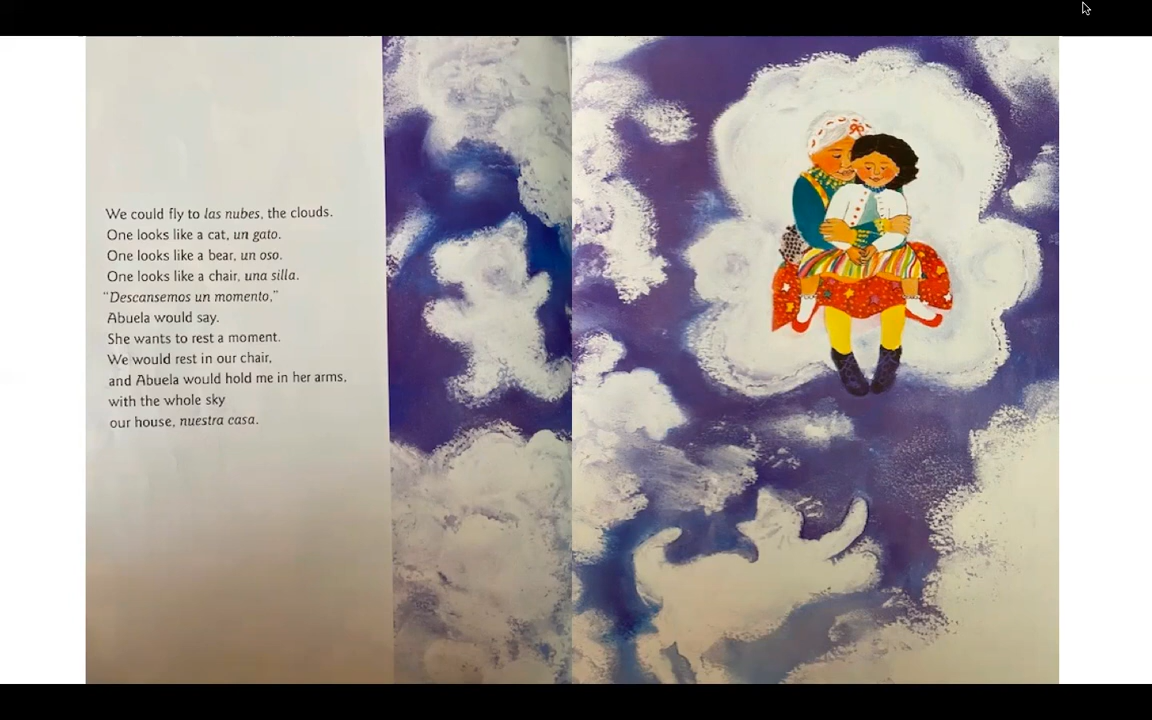 We could fly to las nubes, the clouds.
One looks like a cat, un gato.
One looks like a bear, un oso.
One looks like a chair, una silla.
“Descansemos un momento,”
Abuela would say.
She wants to rest a moment.
We would rest in our chair,
and Abuela would hold me in her arms,
with the whole sky
our house, nuestra casa.